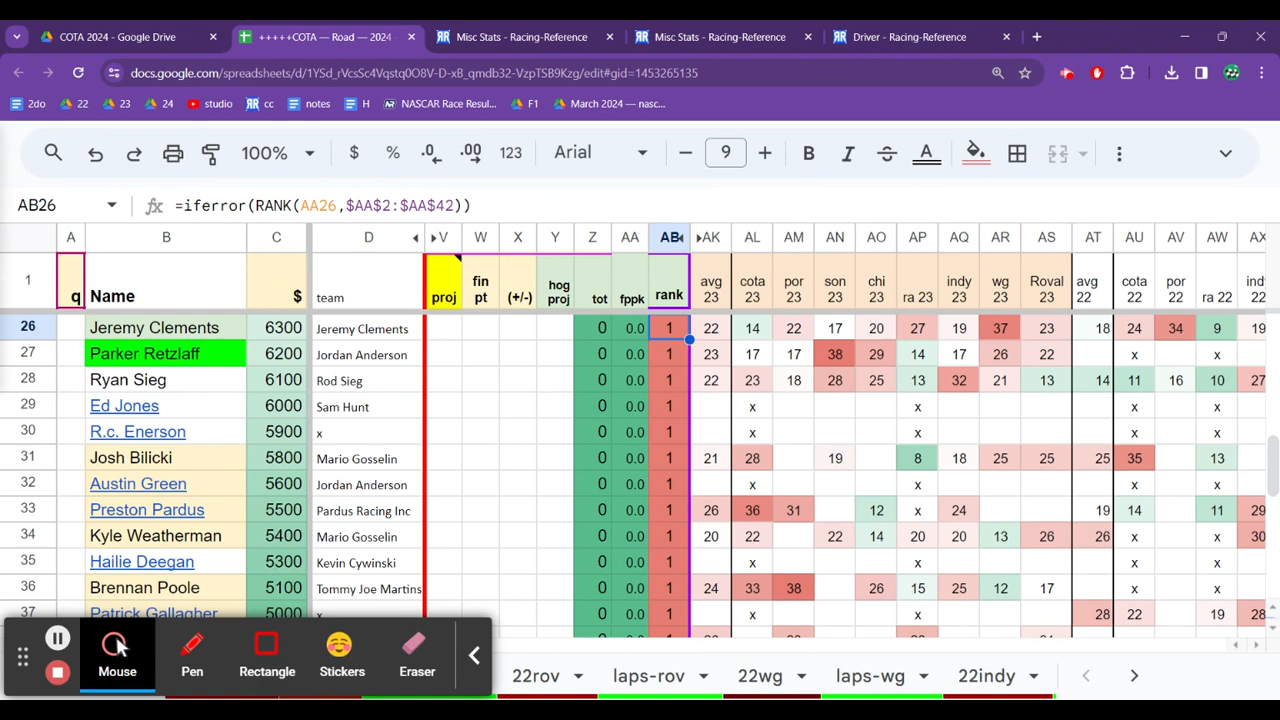 COTA 2024 - Google Drive
+++++COTA — Road — 2024
Misc Stats - Racing-Reference
Misc Stats - Racing-Reference
Driver - Racing-Reference
docs.google.com/spreadsheets/d/1YSd_rVcsSc4Vqstq0O8V-D-xB_qmdb32-VzpTSB9Kzg/edit#gid=1453265135
2do 22 23 24 studio RR cc notes H NR NASCAR Race Resul... F1 March 2024 — nasc...
100% $ % .0 .00 123 Arial 9 B I S A
AB26 fx =iferror(RANK(AA26,$AA$2:$AA$42))
A B C D V W X Y Z AA AB AK AL AM AN AO AP AQ AR AS AT AU AV AW AX
1 q Name $ team proj fin pt (+/-) hog proj tot fppk rank avg 23 cota 23 por 23 son 23 chi 23 ra 23 indy 23 wg 23 Roval 23 avg 22 cota 22 por 22 ra 22 ind 22
26 Jeremy Clements 6300 Jeremy Clements 0 0.0 1 22 14 22 17 20 27 19 37 23 18 24 34 9 19
27 Parker Retzlaff 6200 Jordan Anderson 0 0.0 1 23 17 17 38 29 14 17 26 22 x x
28 Ryan Sieg 6100 Rod Sieg 0 0.0 1 22 23 18 28 25 13 32 21 13 14 11 16 10 27
29 Ed Jones 6000 Sam Hunt 0 0.0 1 x x x x
30 R.c. Enerson 5900 x 0 0.0 1 x x x x
31 Josh Bilicki 5800 Mario Gosselin 0 0.0 1 21 28 19 8 18 25 25 25 35 13
32 Austin Green 5600 Jordan Anderson 0 0.0 1 x x x x
33 Preston Pardus 5500 Pardus Racing Inc 0 0.0 1 26 36 31 12 x 24 19 14 11 29
34 Kyle Weatherman 5400 Mario Gosselin 0 0.0 1 20 22 22 14 20 20 13 26 26 x x 30
35 Hailie Deegan 5300 Kevin Cywinski 0 0.0 1 x x x x
36 Brennan Poole 5100 Tommy Joe Martins 0 0.0 1 24 33 38 26 15 25 12 17 x x
37 Patrick Gallagher 5000 x 0 0.0 1 x x 28 22 19 28
Mouse Pen Rectangle Stickers Eraser
22rov laps-rov 22wg laps-wg 22indy